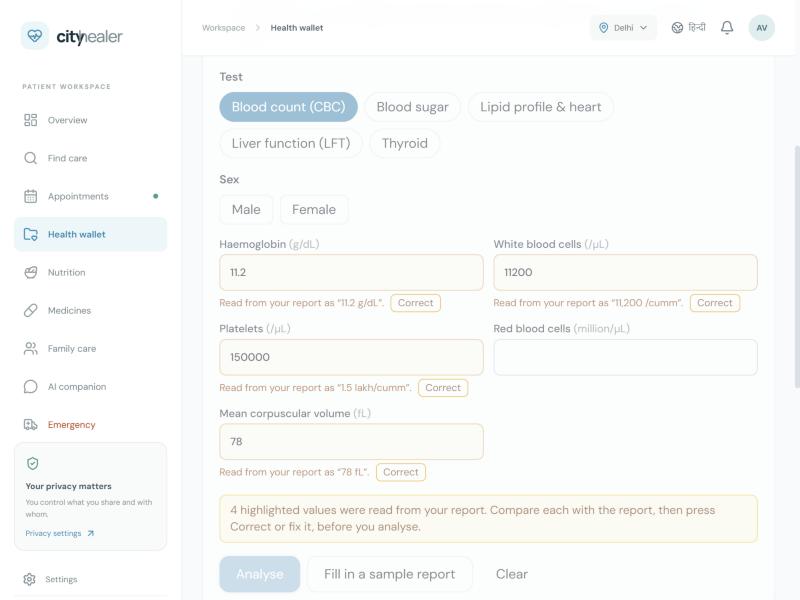 cityhealer
Workspace > Health wallet
Delhi
हिन्दी
AV
PATIENT WORKSPACE
Overview
Find care
Appointments
Health wallet
Nutrition
Medicines
Family care
AI companion
Emergency
Your privacy matters
You control what you share and with
whom.
Privacy settings
Settings
Test
Blood count (CBC) Blood sugar Lipid profile & heart
Liver function (LFT) Thyroid
Sex
Male Female
Haemoglobin (g/dL) White blood cells (/µL)
11.2 11200
Read from your report as “11.2 g/dL”. Correct Read from your report as “11,200 /cumm”. Correct
Platelets (/µL) Red blood cells (million/µL)
150000
Read from your report as “1.5 lakh/cumm”. Correct
Mean corpuscular volume (fL)
78
Read from your report as “78 fL”. Correct
4 highlighted values were read from your report. Compare each with the report, then press
Correct or fix it, before you analyse.
Analyse Fill in a sample report Clear